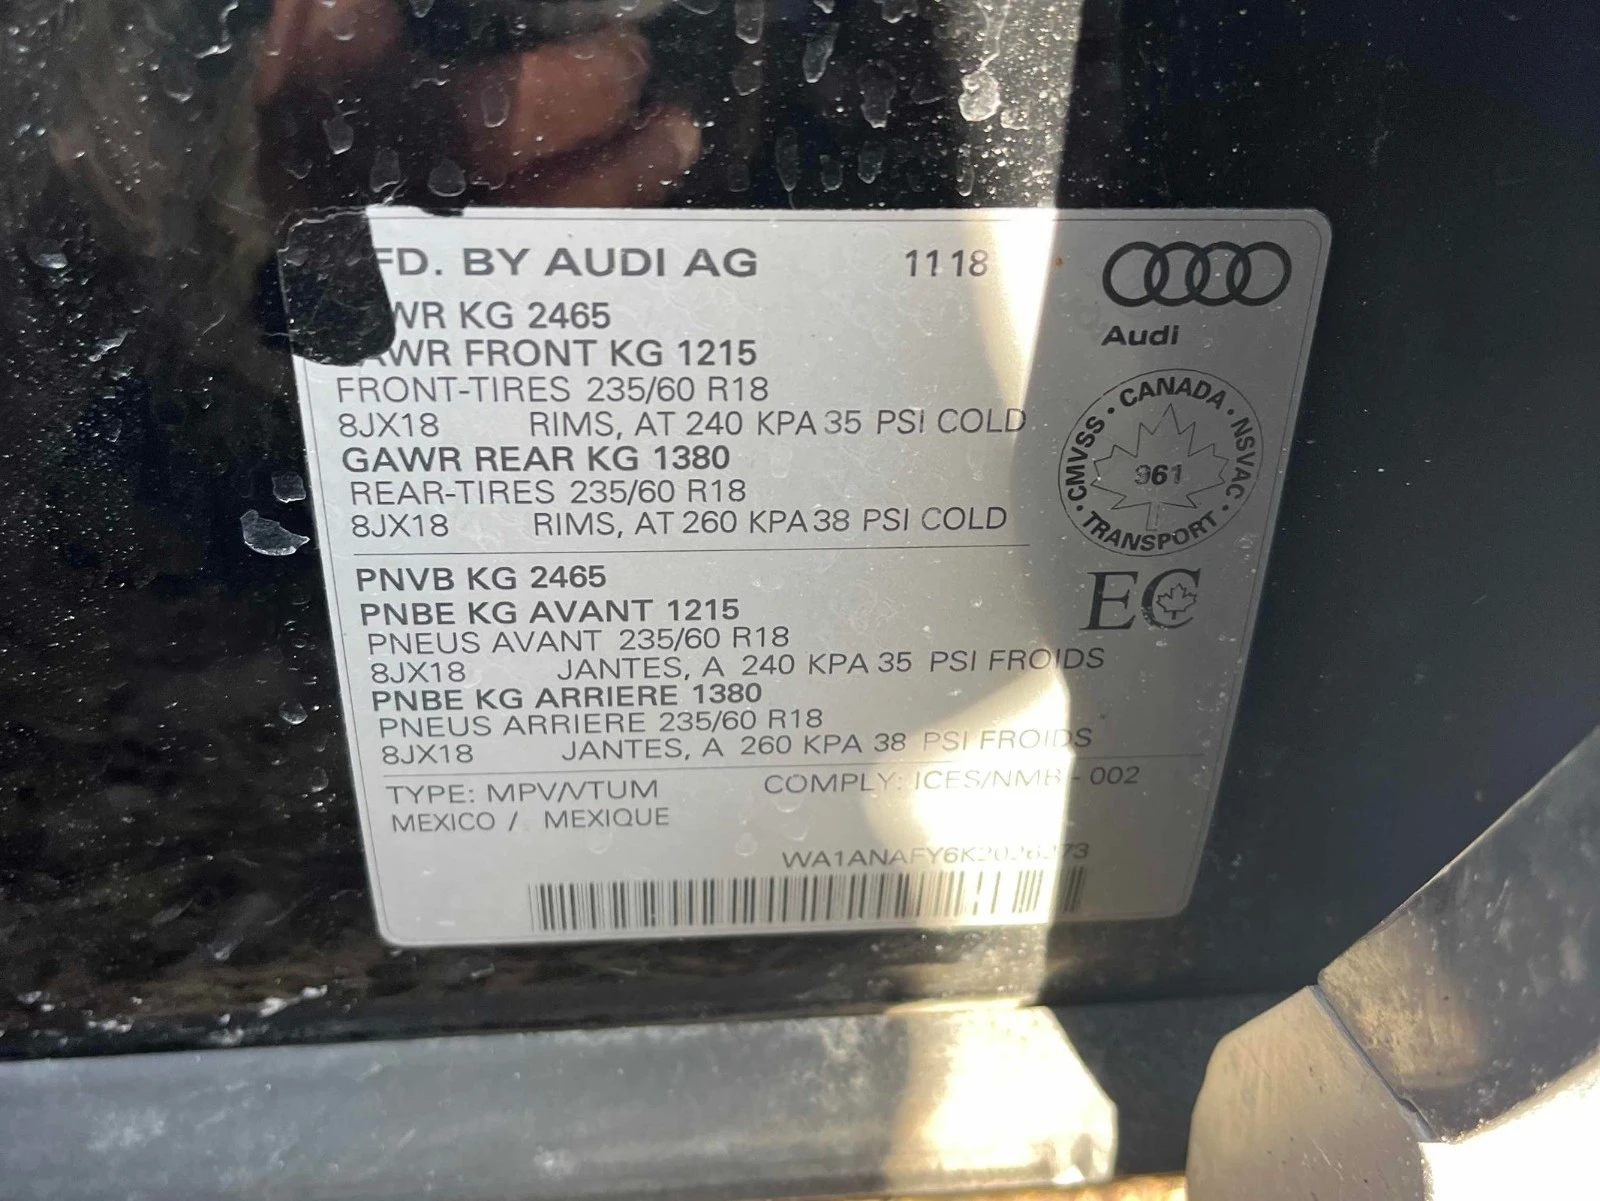 FD. BY AUDI AG 11 18
WR KG 2465
AWR FRONT KG 1215
FRONT-TIRES 235/60 R18
8JX18 RIMS, AT 240 KPA 35 PSI COLD
GAWR REAR KG 1380
REAR-TIRES 235/60 R18
8JX18 RIMS, AT 260 KPA 38 PSI COLD
PNVB KG 2465
PNBE KG AVANT 1215
PNEUS AVANT 235/60 R18
8JX18 JANTES, A 240 KPA 35 PSI FROIDS
PNBE KG ARRIERE 1380
PNEUS ARRIERE 235/60 R18
8JX18 JANTES, A 260 KPA 38 PSI FROIDS
TYPE: MPV/VTUM COMPLY: ICES/NMB - 002
MEXICO / MEXIQUE
Audi
CMVSS · CANADA · NSVAC · TRANSPORT ·
961
EC